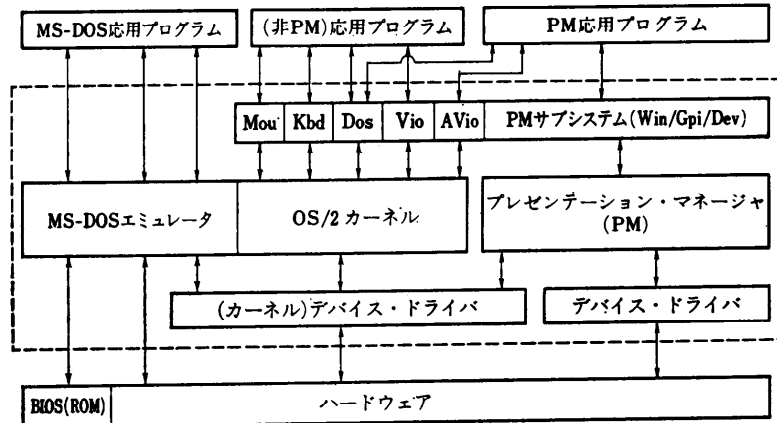 MS-DOS応用プログラム
(非PM)応用プログラム
PM応用プログラム
Mou
Kbd
Dos
Vio
AVio
PMサブシステム(Win/Gpi/Dev)
MS-DOSエミュレータ
OS/2 カーネル
プレゼンテーション・マネージャ
(PM)
(カーネル)デバイス・ドライバ
デバイス・ドライバ
BIOS(ROM)
ハードウェア